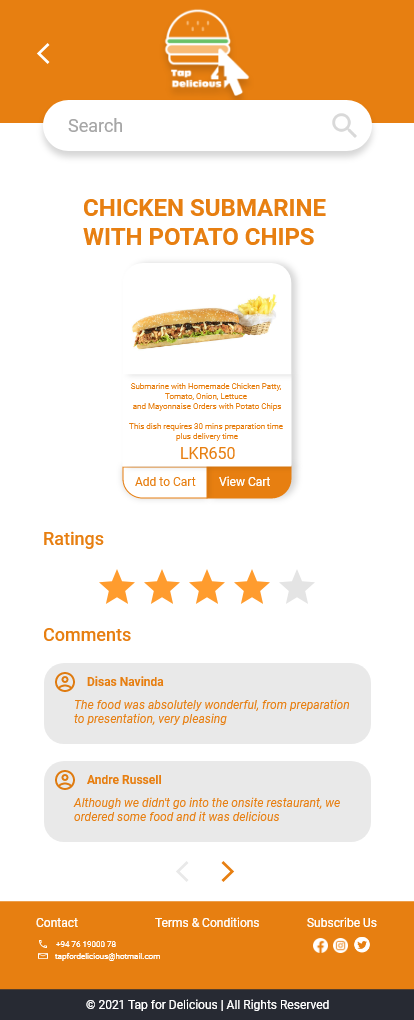 Tap
Delicious
Search
CHICKEN SUBMARINE
WITH POTATO CHIPS
Submarine with Homemade Chicken Patty,
Tomato, Onion, Lettuce
and Mayonnaise Orders with Potato Chips
This dish requires 30 mins preparation time
plus delivery time
LKR650
Add to Cart View Cart
Ratings
Comments
Disas Navinda
The food was absolutely wonderful, from preparation
to presentation, very pleasing
Andre Russell
Although we didn't go into the onsite restaurant, we
ordered some food and it was delicious
Contact Terms & Conditions Subscribe Us
+94 76 19000 78
tapfordelicious@hotmail.com
© 2021 Tap for Delicious | All Rights Reserved